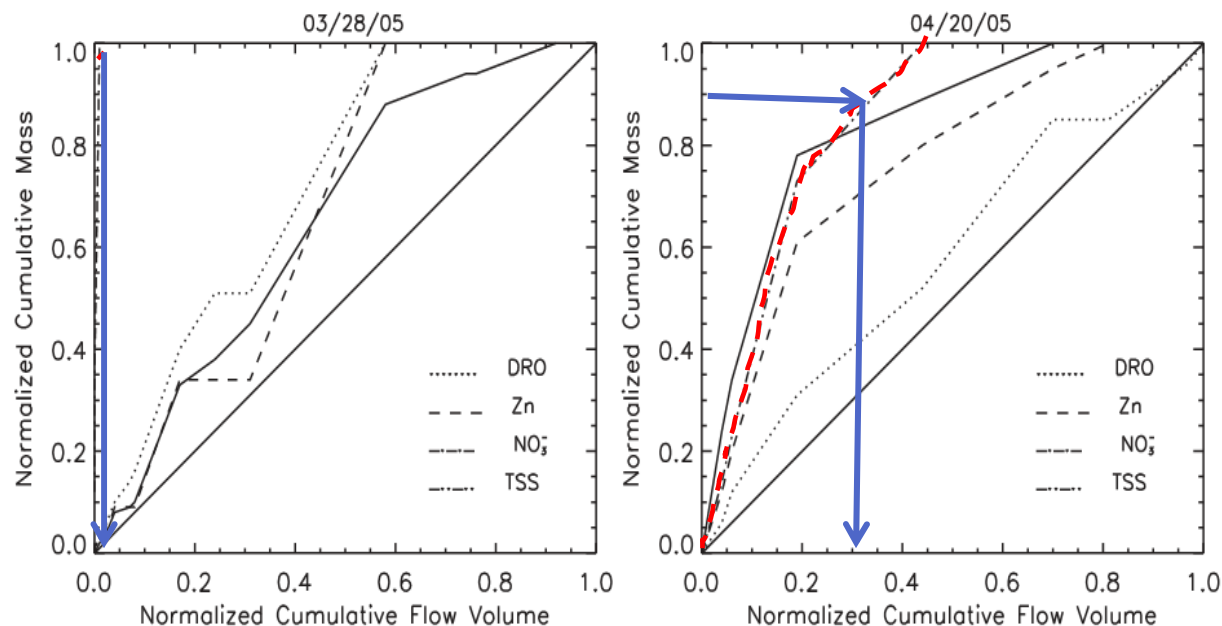 03/28/05
1.0
0.8
0.6
0.4
0.2
0.0
Normalized Cumulative Mass
DRO
Zn
NO₃⁻
TSS
0.0 0.2 0.4 0.6 0.8 1.0
Normalized Cumulative Flow Volume
04/20/05
1.0
0.8
0.6
0.4
0.2
0.0
Normalized Cumulative Mass
DRO
Zn
NO₃⁻
TSS
0.0 0.2 0.4 0.6 0.8 1.0
Normalized Cumulative Flow Volume